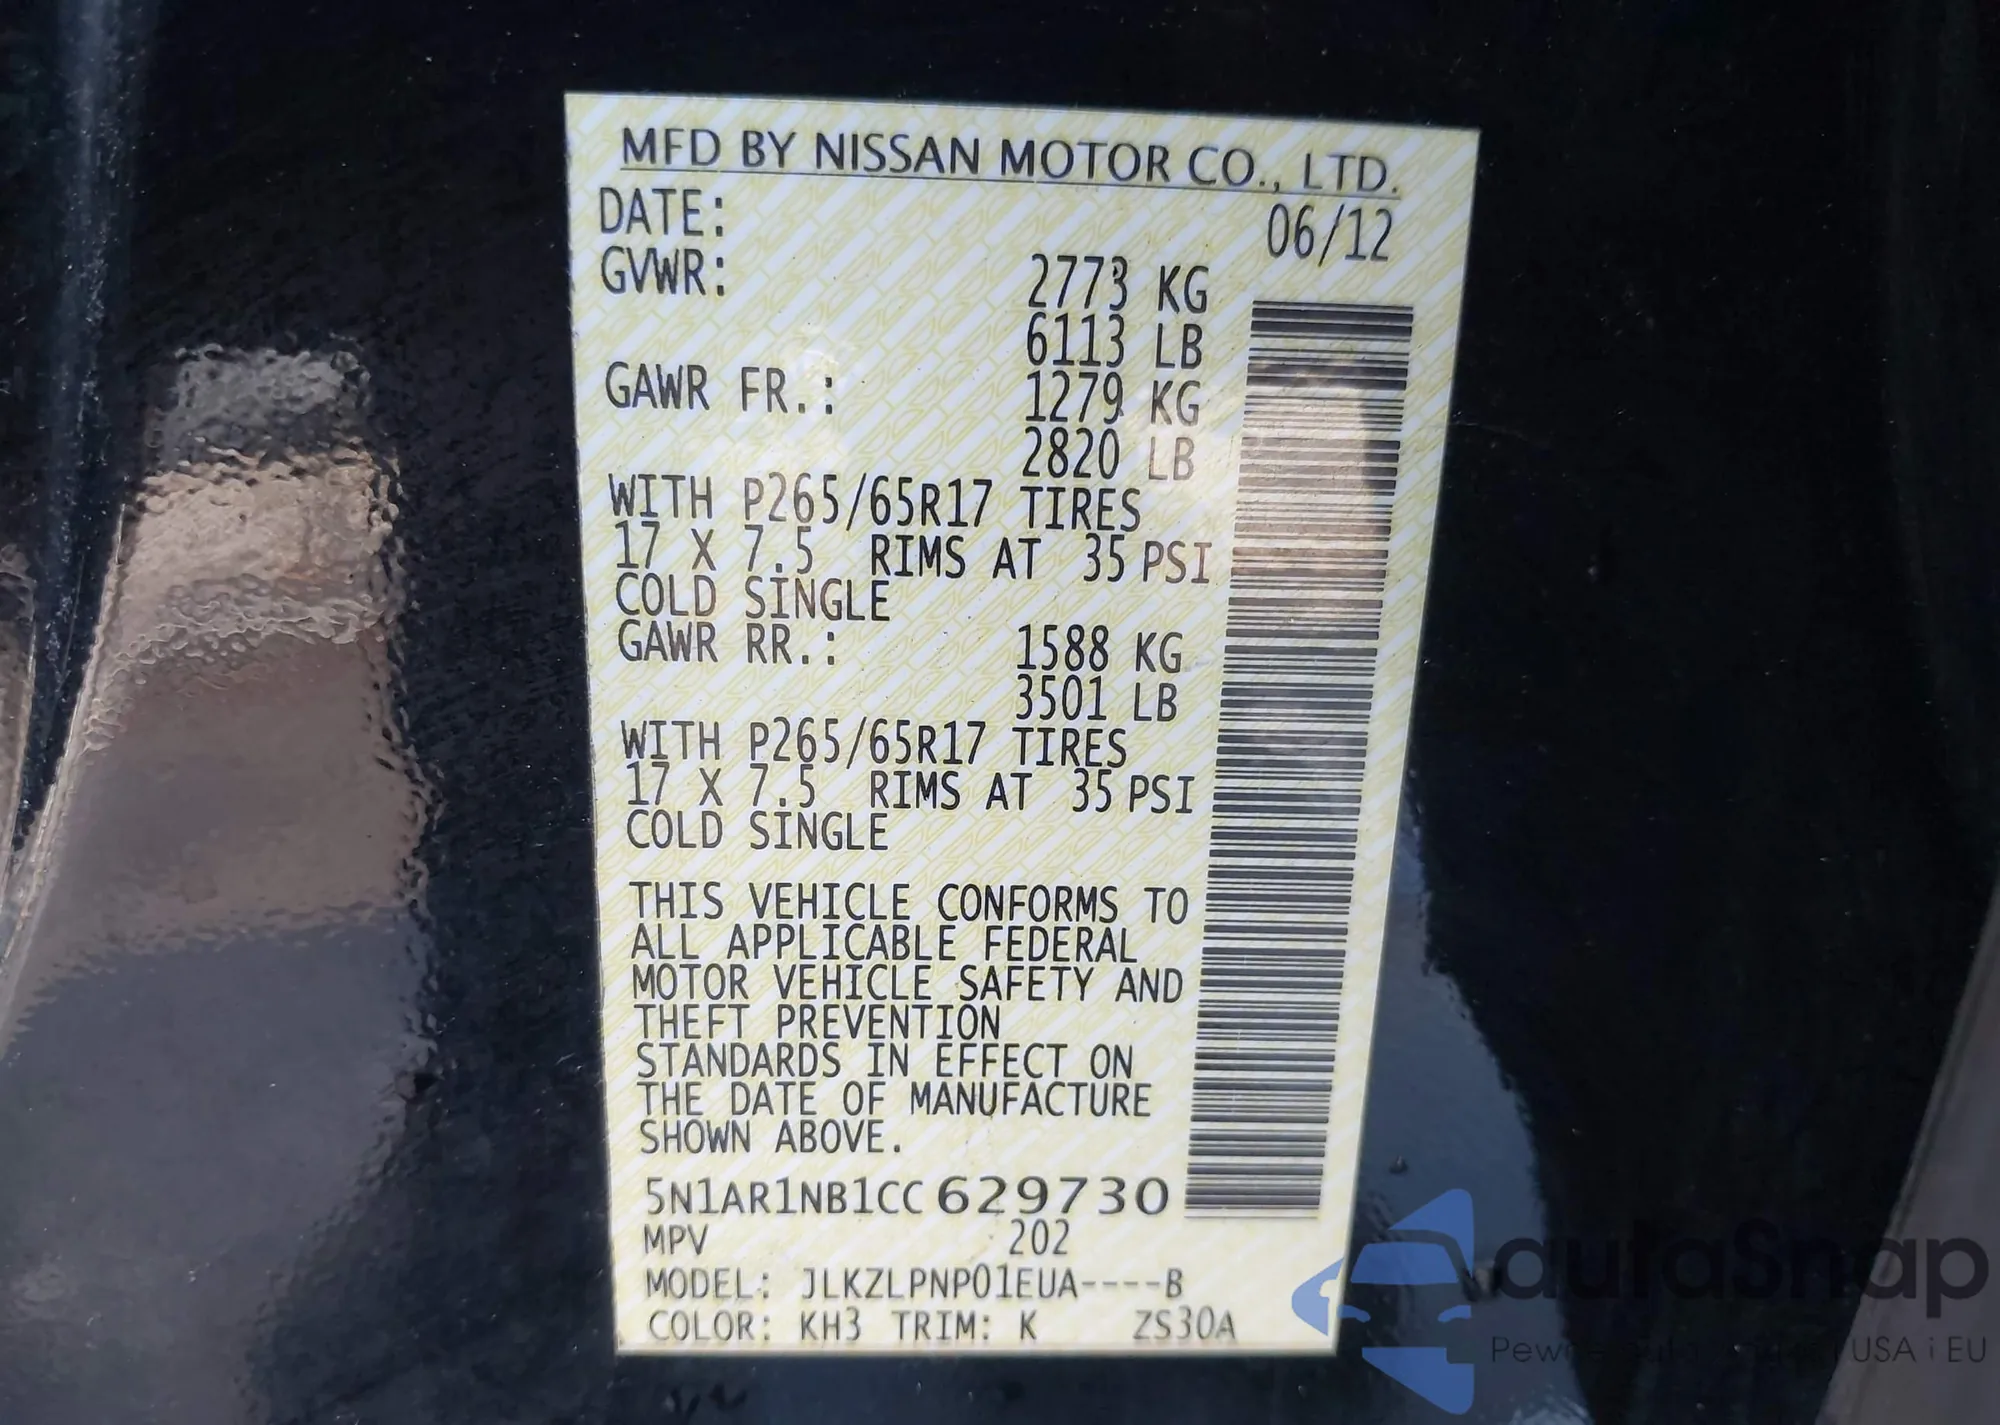 MFD BY NISSAN MOTOR CO., LTD.
DATE: 06/12
GVWR: 2773 KG
6113 LB
GAWR FR.: 1279 KG
2820 LB
WITH P265/65R17 TIRES
17 X 7.5 RIMS AT 35 PSI
COLD SINGLE
GAWR RR.: 1588 KG
3501 LB
WITH P265/65R17 TIRES
17 X 7.5 RIMS AT 35 PSI
COLD SINGLE
THIS VEHICLE CONFORMS TO
ALL APPLICABLE FEDERAL
MOTOR VEHICLE SAFETY AND
THEFT PREVENTION
STANDARDS IN EFFECT ON
THE DATE OF MANUFACTURE
SHOWN ABOVE.
5N1AR1NB1CC629730
MPV 202
MODEL: JLKZLPNP01EUA----B
COLOR: KH3 TRIM: K ZS30A
autaSnap
USA i EU